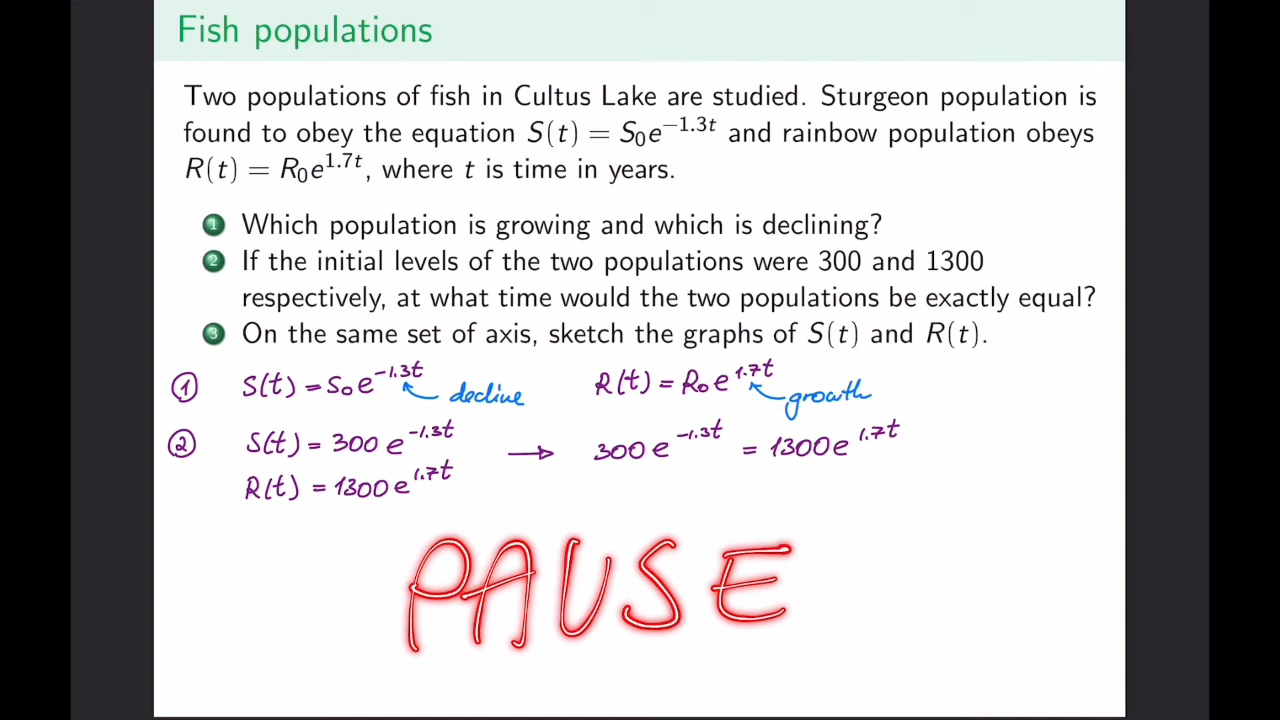 Fish populations
Two populations of fish in Cultus Lake are studied. Sturgeon population is
found to obey the equation S(t) = S₀e^{−1.3t} and rainbow population obeys
R(t) = R₀e^{1.7t}, where t is time in years.
1 Which population is growing and which is declining?
2 If the initial levels of the two populations were 300 and 1300
respectively, at what time would the two populations be exactly equal?
3 On the same set of axis, sketch the graphs of S(t) and R(t).
① S(t) = S₀e^{−1.3t} decline R(t) = R₀e^{1.7t} growth
② S(t) = 300e^{−1.3t} → 300e^{−1.3t} = 1300e^{1.7t}
R(t) = 1300e^{1.7t}
PAUSE